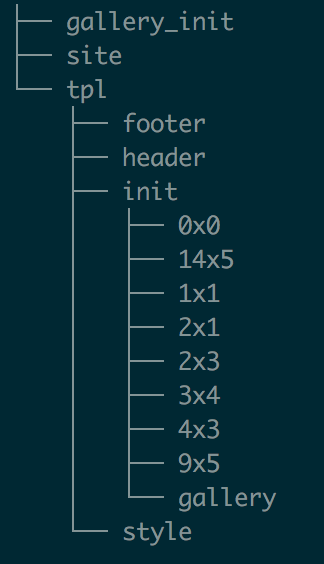 gallery_init
site
tpl
footer
header
init
0x0
14x5
1x1
2x1
2x3
3x4
4x3
9x5
gallery
style